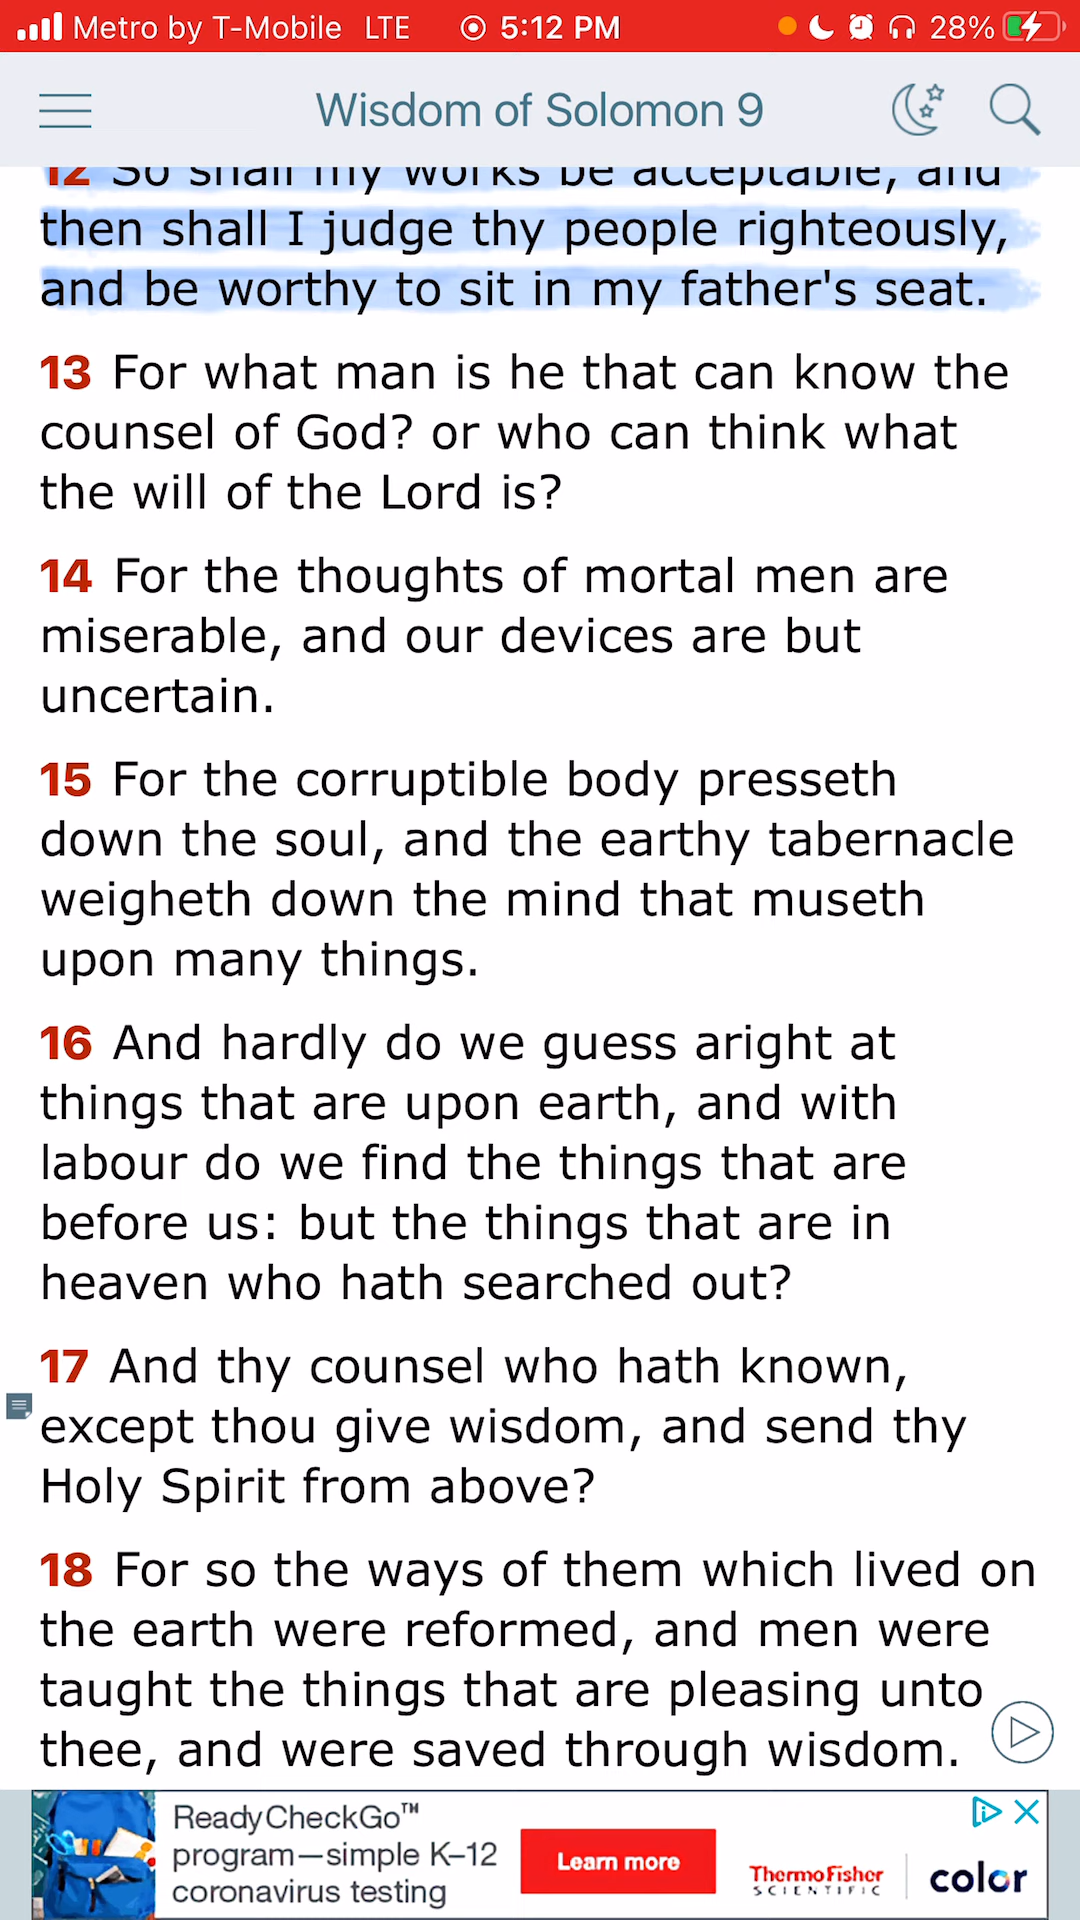 Metro by T-Mobile LTE 5:12 PM 28%
Wisdom of Solomon 9
12 So shall my works be acceptable, and
then shall I judge thy people righteously,
and be worthy to sit in my father's seat.
13 For what man is he that can know the
counsel of God? or who can think what
the will of the Lord is?
14 For the thoughts of mortal men are
miserable, and our devices are but
uncertain.
15 For the corruptible body presseth
down the soul, and the earthy tabernacle
weigheth down the mind that museth
upon many things.
16 And hardly do we guess aright at
things that are upon earth, and with
labour do we find the things that are
before us: but the things that are in
heaven who hath searched out?
17 And thy counsel who hath known,
except thou give wisdom, and send thy
Holy Spirit from above?
18 For so the ways of them which lived on
the earth were reformed, and men were
taught the things that are pleasing unto
thee, and were saved through wisdom.
ReadyCheckGo™
program—simple K–12
coronavirus testing
Learn more
ThermoFisher
SCIENTIFIC
color